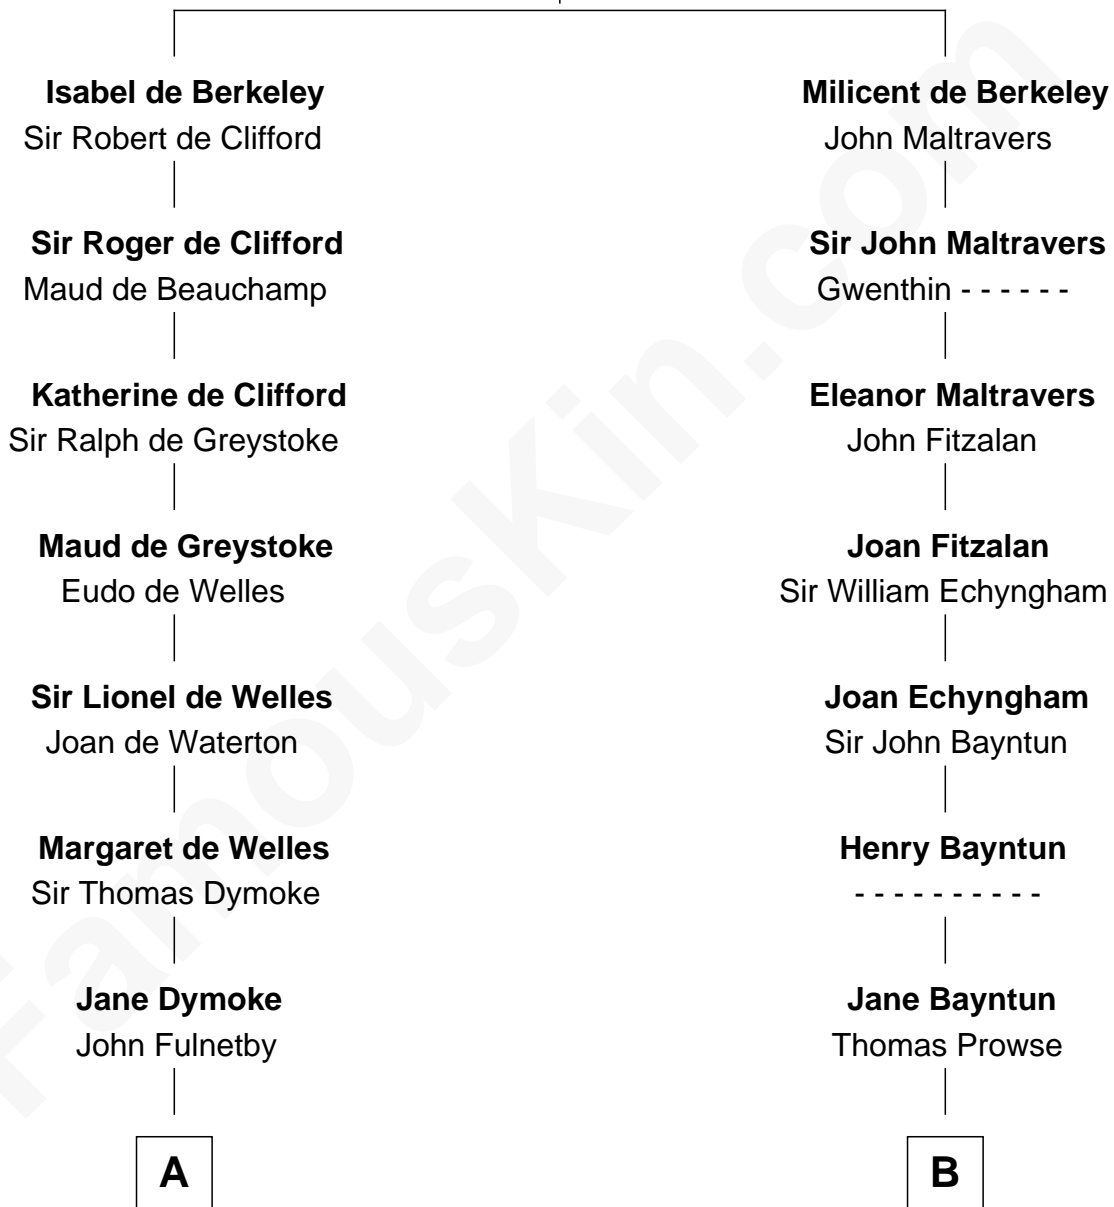 Isabel de Berkeley
Sir Robert de Clifford
Sir Roger de Clifford
Maud de Beauchamp
Katherine de Clifford
Sir Ralph de Greystoke
Maud de Greystoke
Eudo de Welles
Sir Lionel de Welles
Joan de Waterton
Margaret de Welles
Sir Thomas Dymoke
Jane Dymoke
John Fulnetby
A
Milicent de Berkeley
John Maltravers
Sir John Maltravers
Gwenthin - - - - - -
Eleanor Maltravers
John Fitzalan
Joan Fitzalan
Sir William Echyngham
Joan Echyngham
Sir John Bayntun
Henry Bayntun
- - - - - - - - - -
Jane Bayntun
Thomas Prowse
B
FamousKin.com